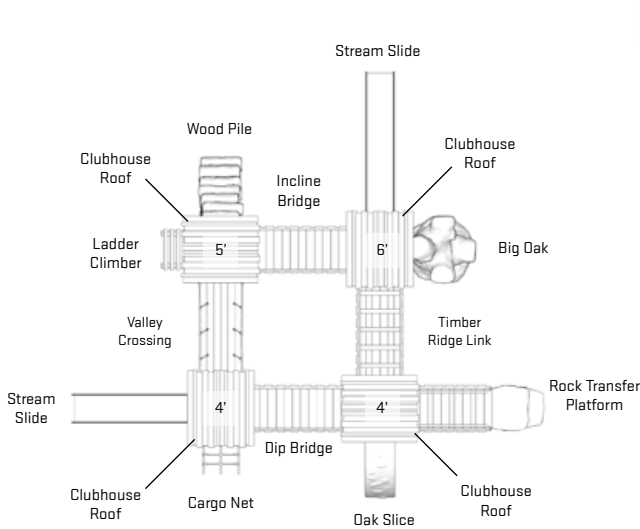 Stream Slide
Wood Pile
Clubhouse
Roof
Clubhouse
Roof
Incline
Bridge
Ladder
Climber
5'
6'
Big Oak
Valley
Crossing
Timber
Ridge Link
Stream
Slide
4'
4'
Rock Transfer
Platform
Dip Bridge
Clubhouse
Roof
Cargo Net
Clubhouse
Roof
Oak Slice